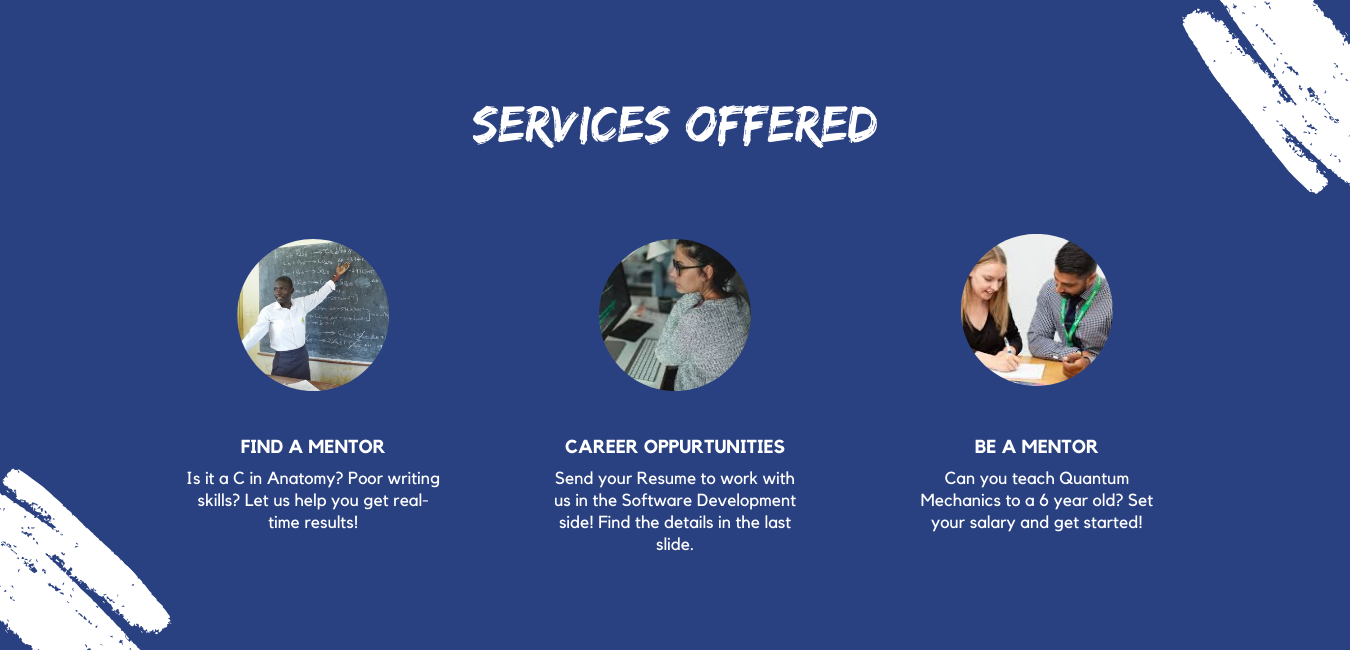 SERVICES OFFERED
FIND A MENTOR
Is it a C in Anatomy? Poor writing
skills? Let us help you get real-
time results!
CAREER OPPURTUNITIES
Send your Resume to work with
us in the Software Development
side! Find the details in the last
slide.
BE A MENTOR
Can you teach Quantum
Mechanics to a 6 year old? Set
your salary and get started!